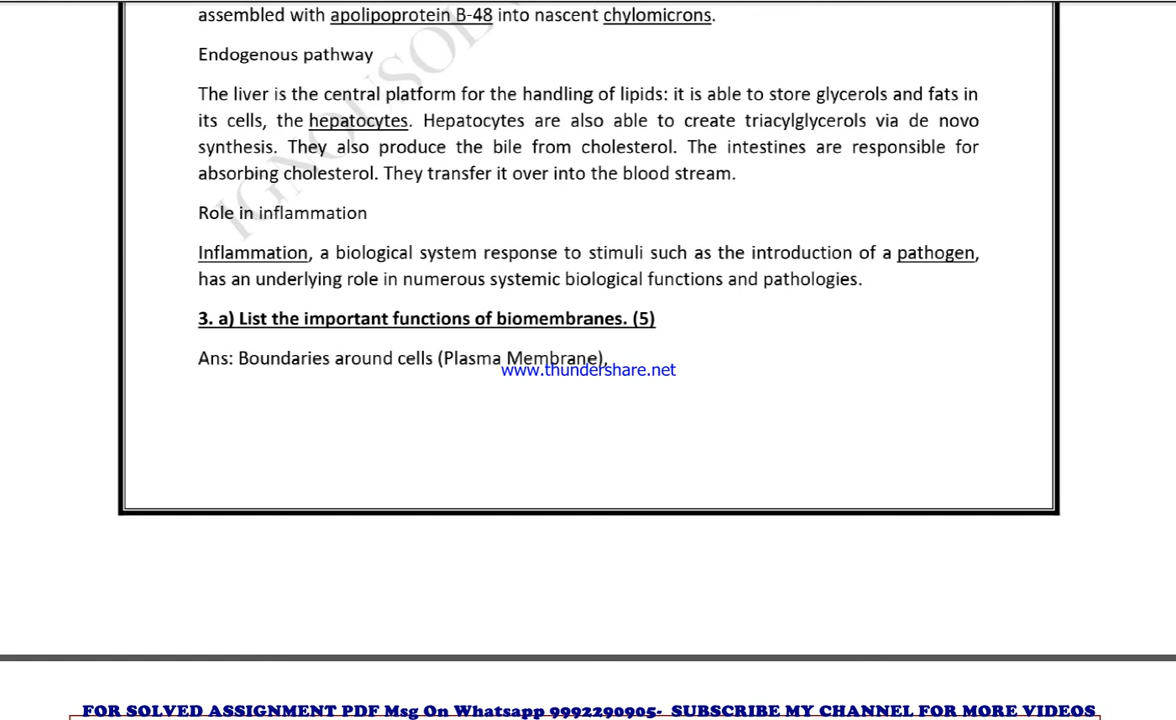 assembled with apolipoprotein B-48 into nascent chylomicrons.
Endogenous pathway
The liver is the central platform for the handling of lipids: it is able to store glycerols and fats in
its cells, the hepatocytes. Hepatocytes are also able to create triacylglycerols via de novo
synthesis. They also produce the bile from cholesterol. The intestines are responsible for
absorbing cholesterol. They transfer it over into the blood stream.
Role in inflammation
Inflammation, a biological system response to stimuli such as the introduction of a pathogen,
has an underlying role in numerous systemic biological functions and pathologies.
3. a) List the important functions of biomembranes. (5)
Ans: Boundaries around cells (Plasma Membrane),
www.thundershare.net
FOR SOLVED ASSIGNMENT PDF Msg On Whatsapp 9992290905- SUBSCRIBE MY CHANNEL FOR MORE VIDEOS